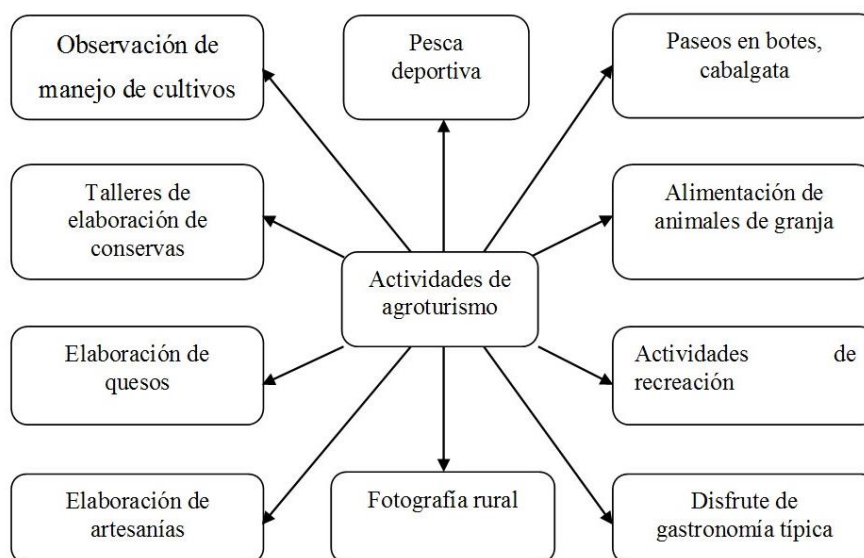 Observación de
manejo de cultivos
Pesca
deportiva
Paseos en botes,
cabalgata
Talleres de
elaboración de
conservas
Alimentación de
animales de granja
Actividades de
agroturismo
Elaboración de
quesos
Actividades de
recreación
Elaboración de
artesanías
Fotografía rural
Disfrute de
gastronomía típica